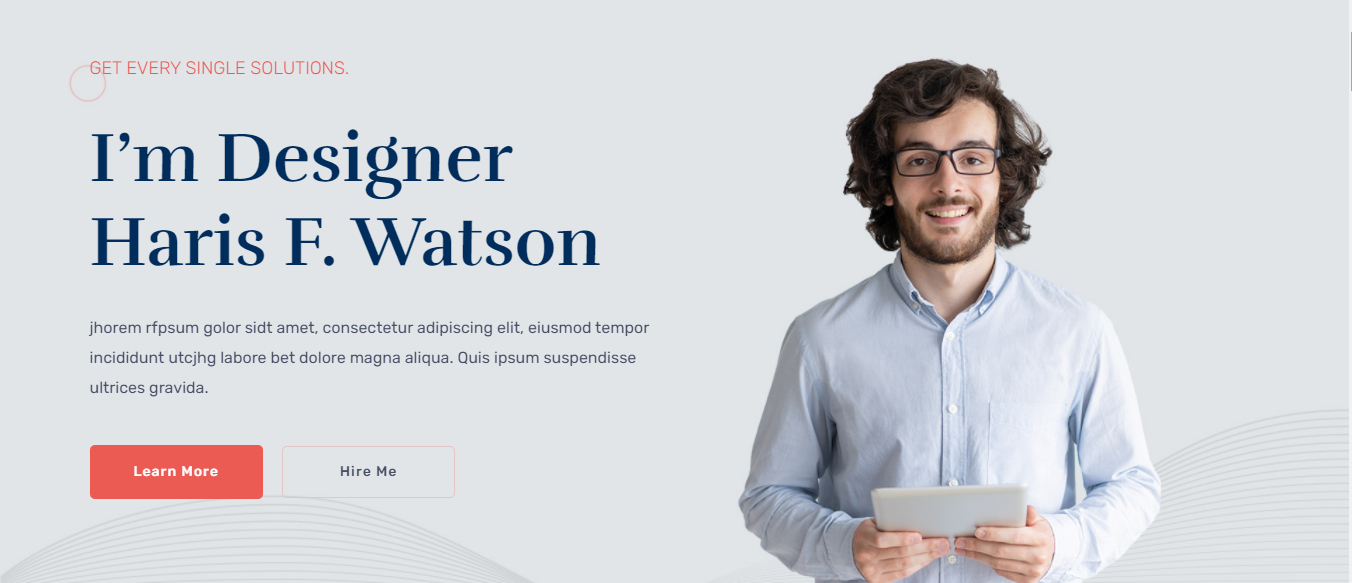 GET EVERY SINGLE SOLUTIONS.
I’m Designer
Haris F. Watson
jhorem rfpsum golor sidt amet, consectetur adipiscing elit, eiusmod tempor
incididunt utcjhg labore bet dolore magna aliqua. Quis ipsum suspendisse
ultrices gravida.
Learn More
Hire Me